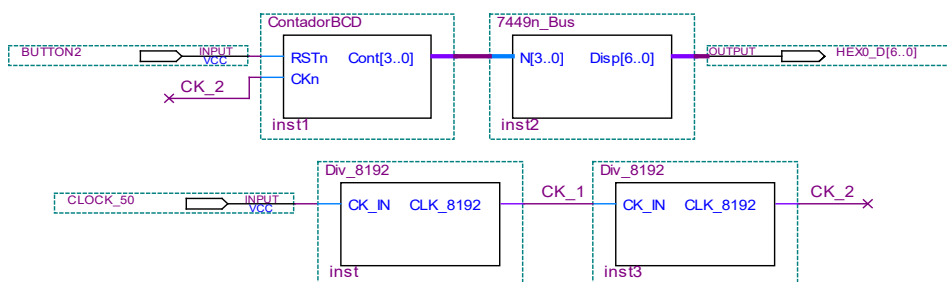 ContadorBCD
7449n_Bus
BUTTON2
INPUT
VCC
RSTn Cont[3..0]
CKn
N[3..0] Disp[6..0]
OUTPUT
HEX0_D[6..0]
CK_2
inst1
inst2
Div_8192
Div_8192
CLOCK_50
INPUT
VCC
CK_IN CLK_8192
CK_1
CK_IN CLK_8192
CK_2
inst
inst3